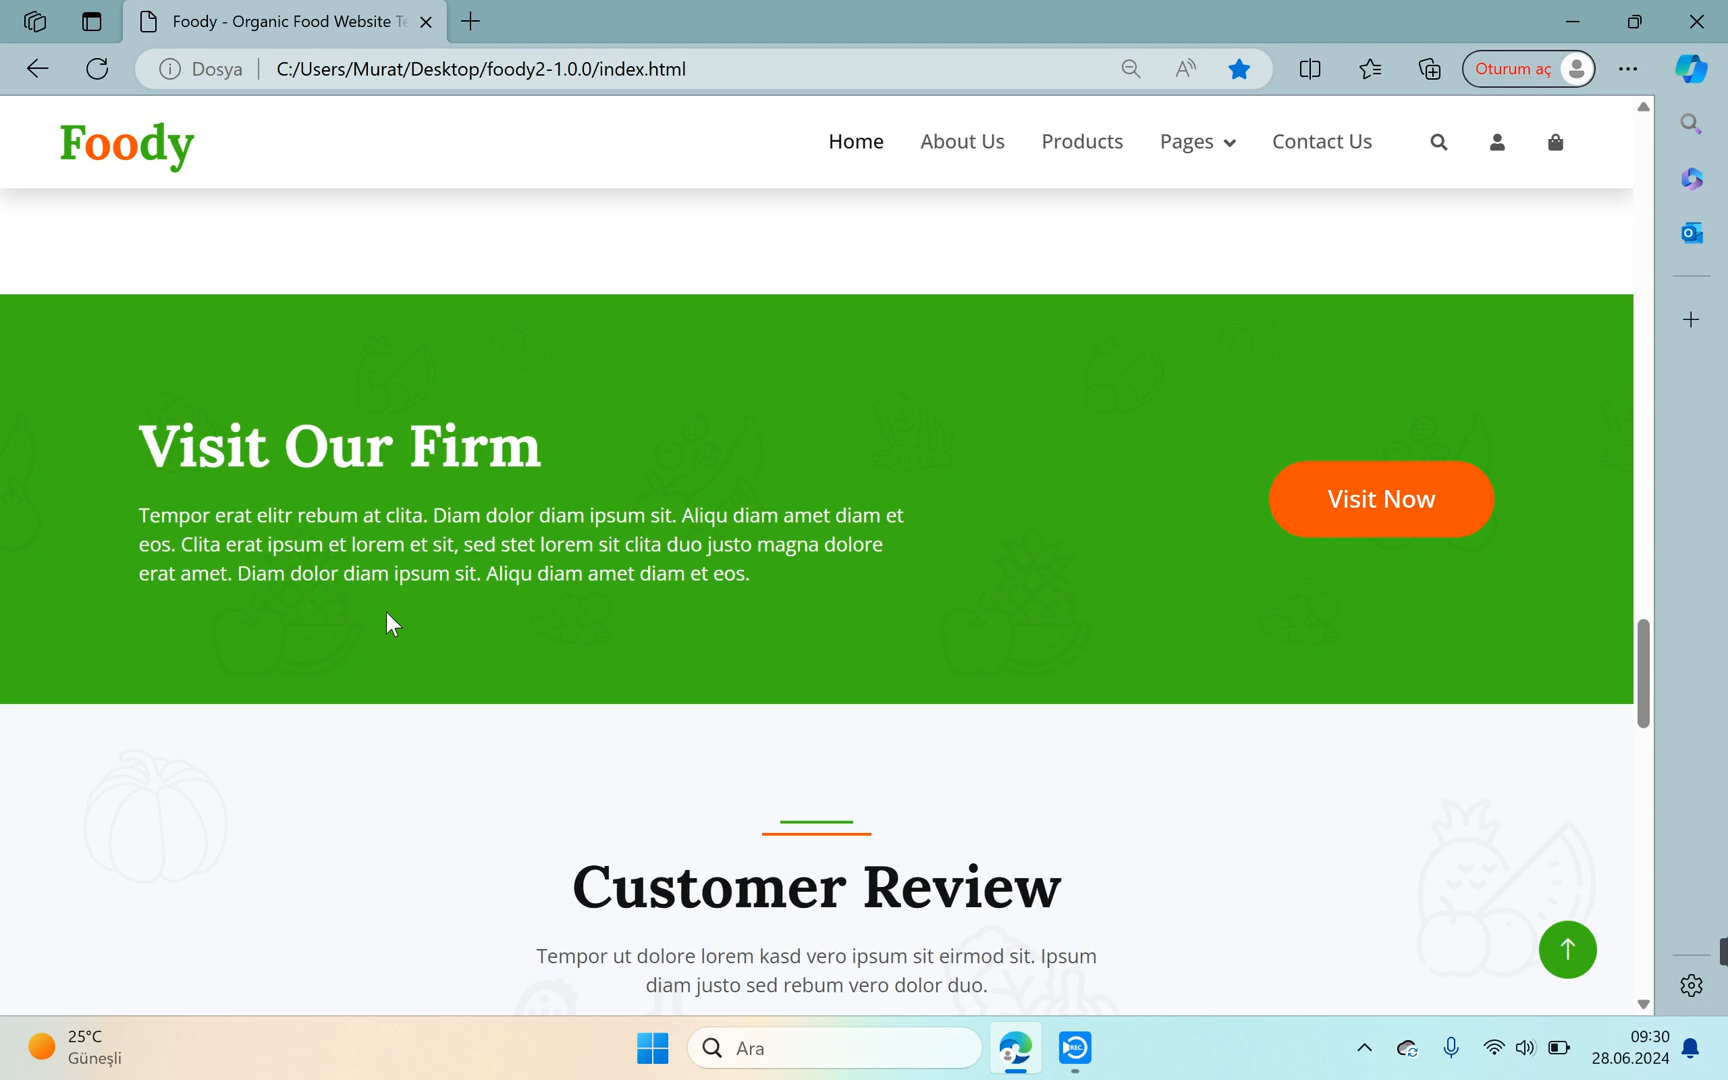 Foody - Organic Food Website Te
Dosya
C:/Users/Murat/Desktop/foody2-1.0.0/index.html
Oturum aç
Foody
Home
About Us
Products
Pages
Contact Us
Visit Our Firm
Tempor erat elitr rebum at clita. Diam dolor diam ipsum sit. Aliqu diam amet diam et
eos. Clita erat ipsum et lorem et sit, sed stet lorem sit clita duo justo magna dolore
erat amet. Diam dolor diam ipsum sit. Aliqu diam amet diam et eos.
Visit Now
Customer Review
Tempor ut dolore lorem kasd vero ipsum sit eirmod sit. Ipsum
diam justo sed rebum vero dolor duo.
25°C
Güneşli
Ara
REC
09:30
28.06.2024